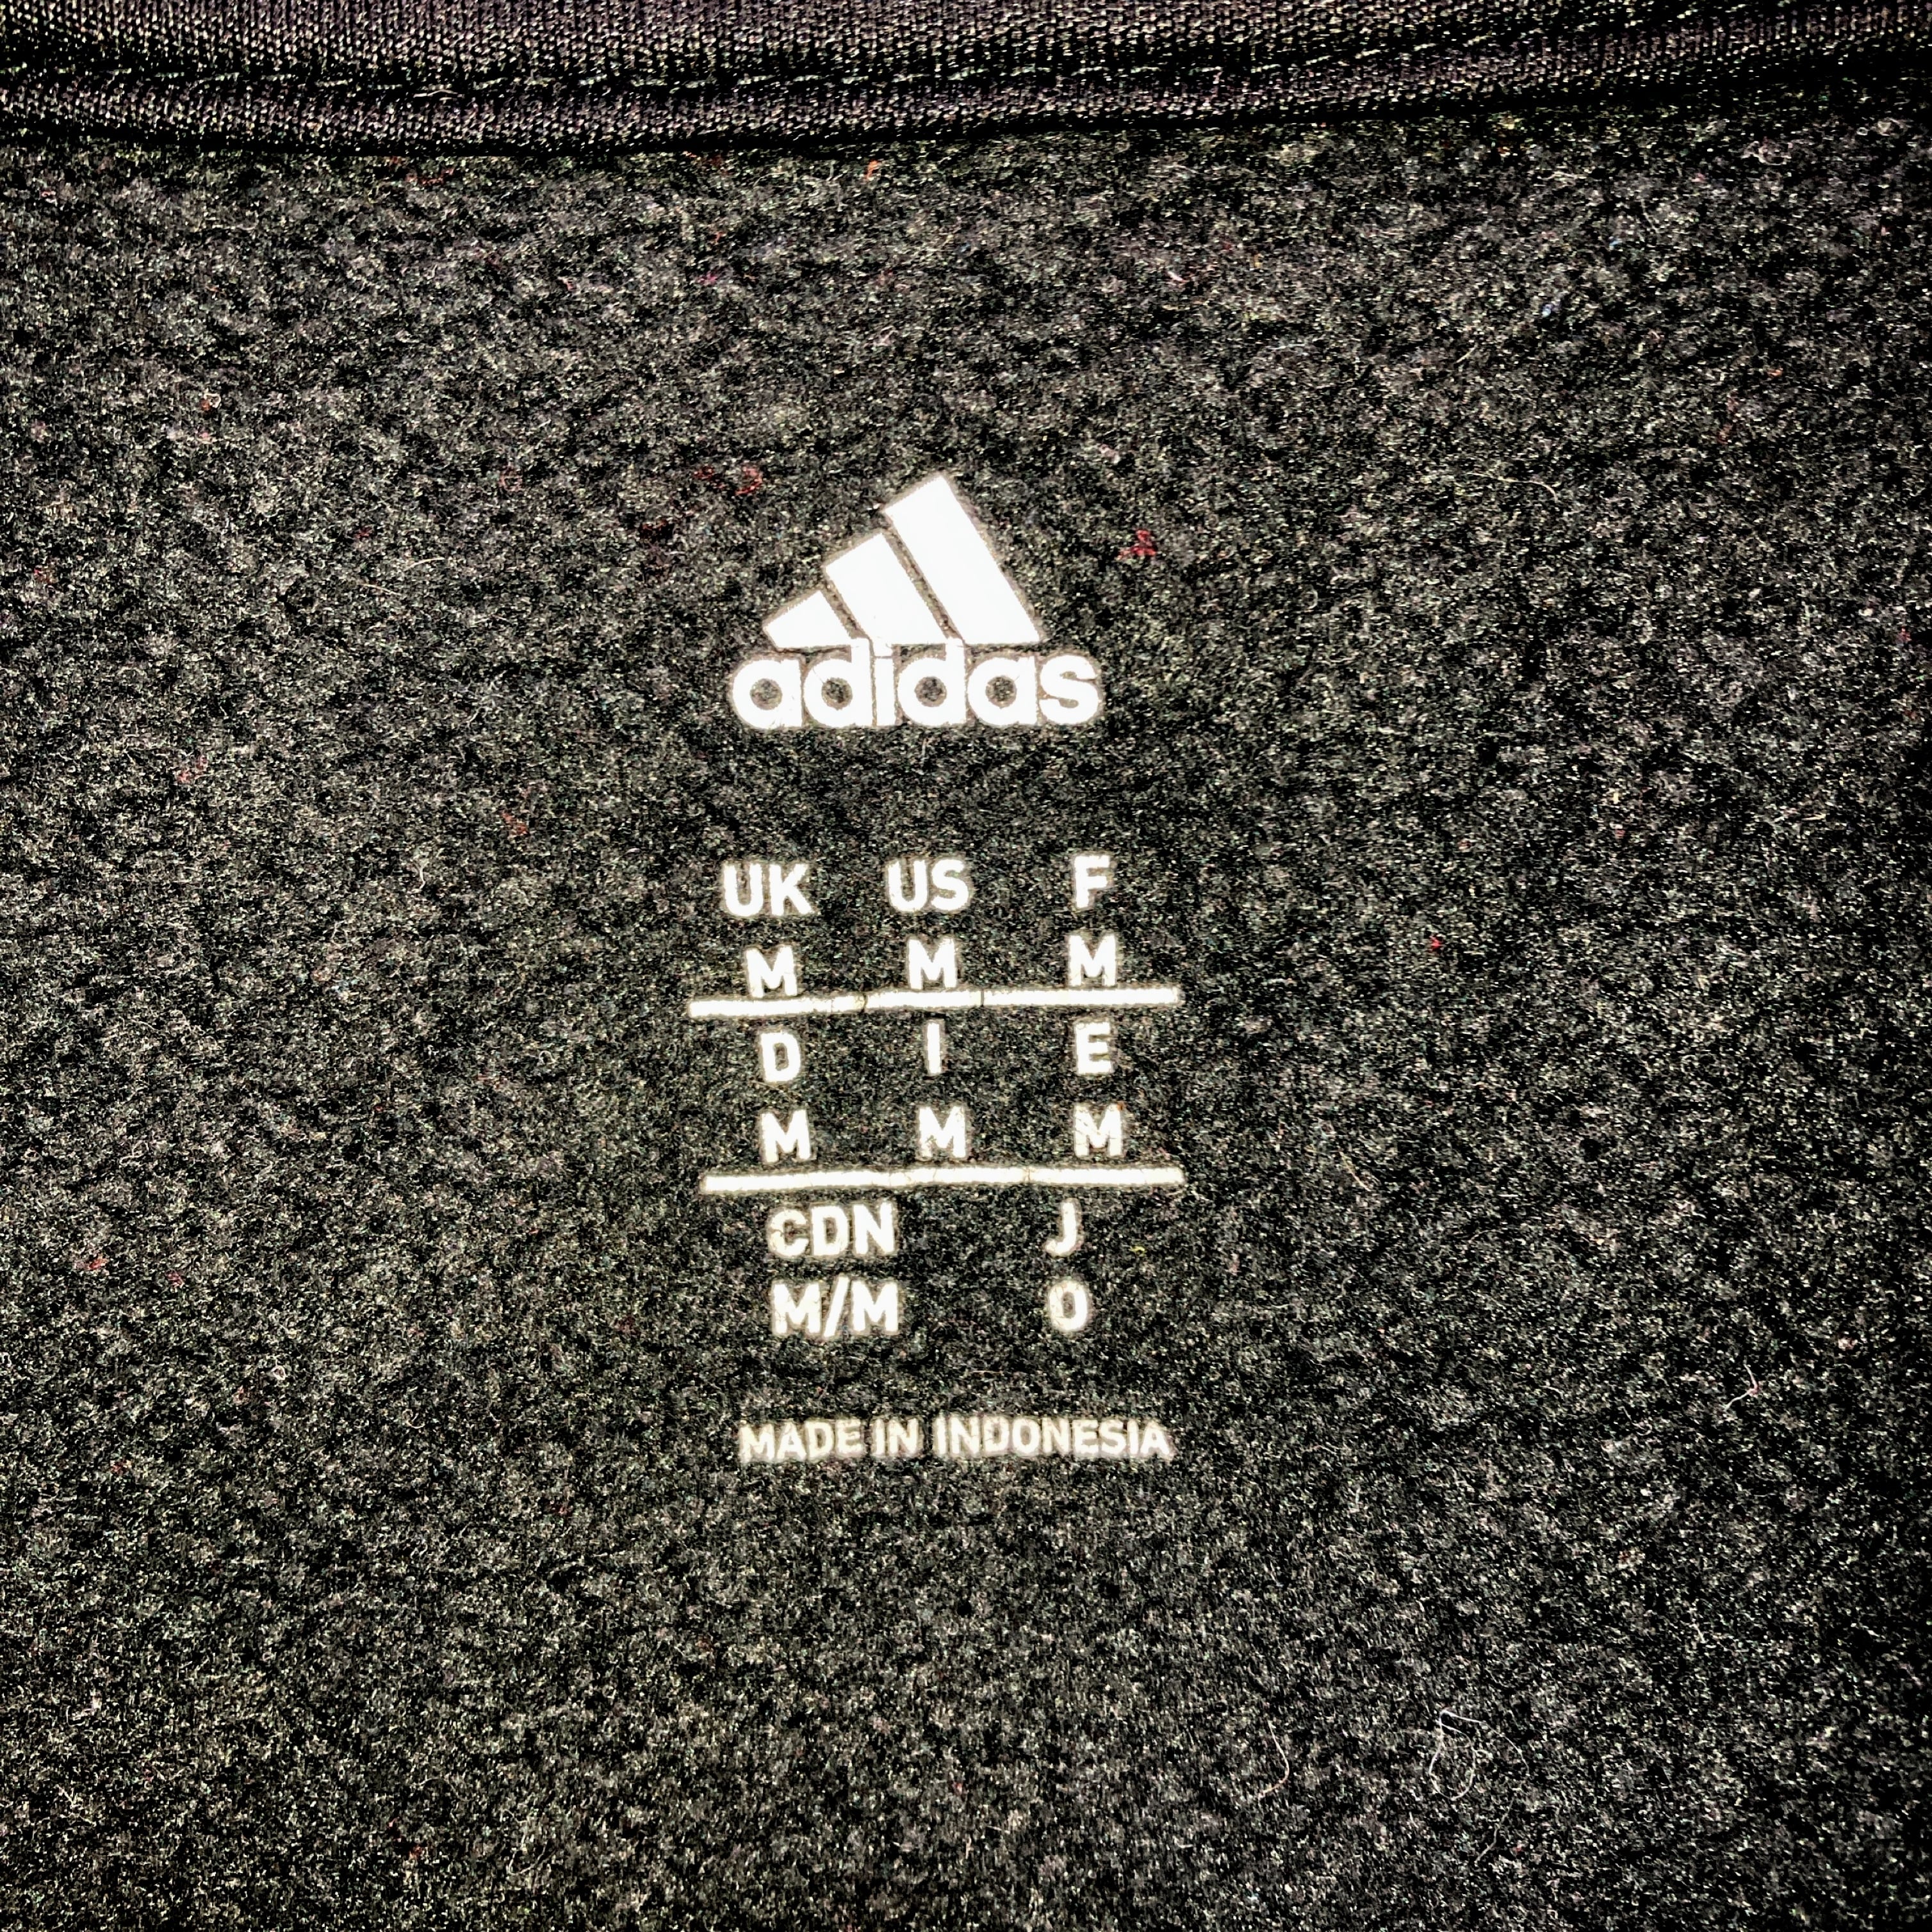 adidas
UK US F
M M M
D I E
M M M
CDN J
M/M O
MADE IN INDONESIA